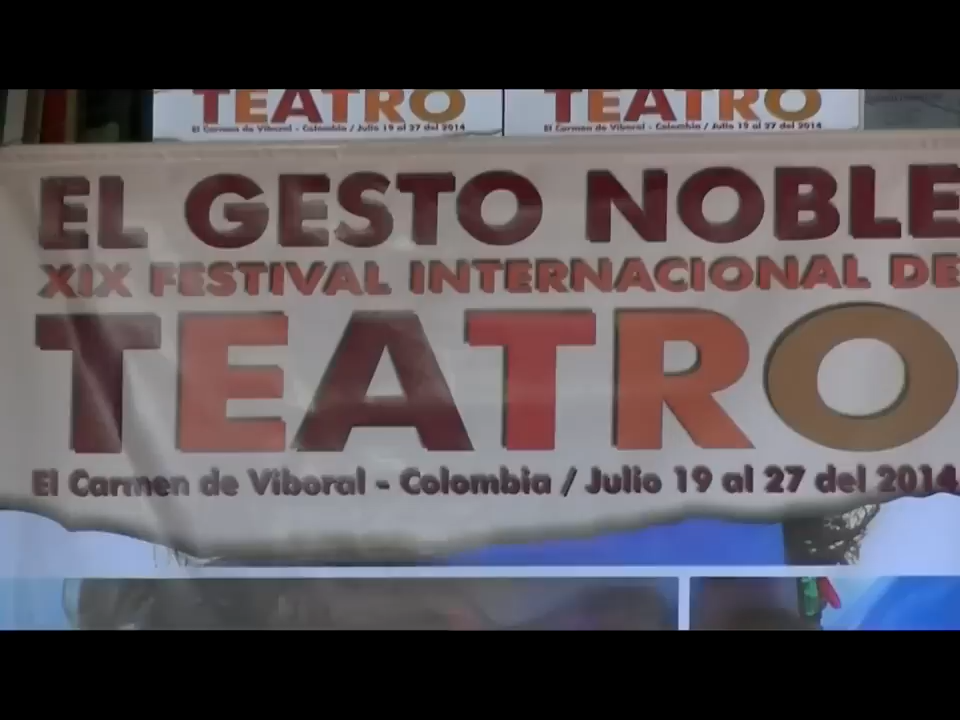 TEATRO TEATRO
El Carmen de Viboral - Colombia / Julio 19 al 27 del 2014 El Carmen de Viboral - Colombia / Julio 19 al 27 del 2014
EL GESTO NOBLE
XIX FESTIVAL INTERNACIONAL DE
TEATRO
El Carmen de Viboral - Colombia / Julio 19 al 27 del 2014